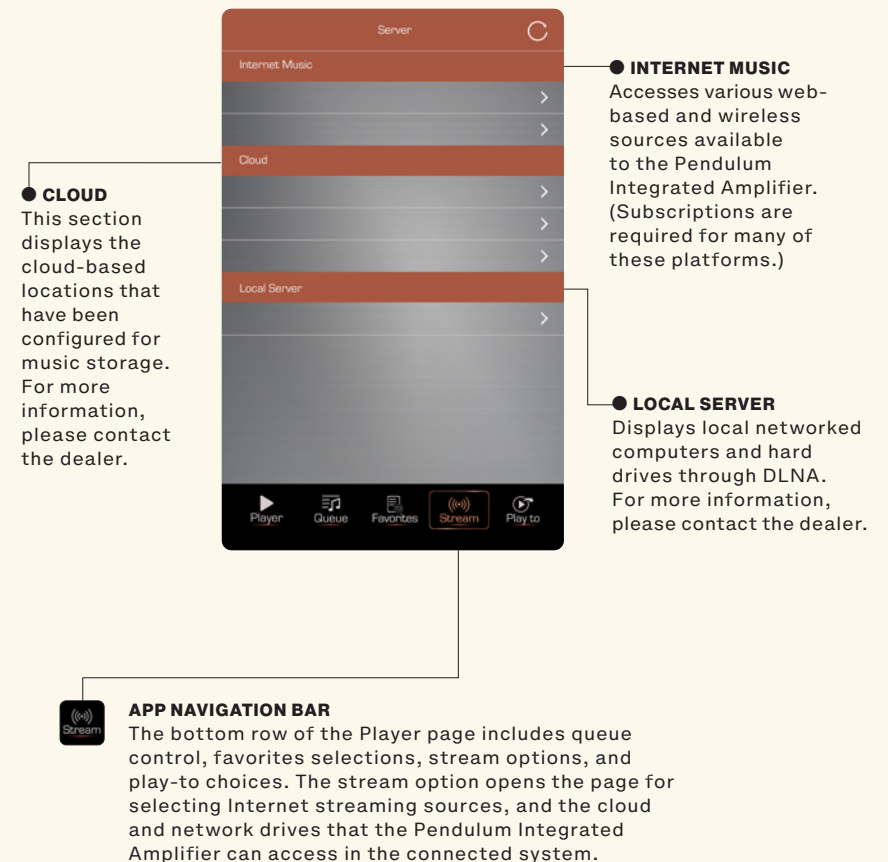 Server
Internet Music
Cloud
Local Server
Player
Queue
Favorites
Stream
Play to
INTERNET MUSIC
Accesses various web-
based and wireless
sources available
to the Pendulum
Integrated Amplifier.
(Subscriptions are
required for many of
these platforms.)
CLOUD
This section
displays the
cloud-based
locations that
have been
configured for
music storage.
For more
information,
please contact
the dealer.
LOCAL SERVER
Displays local networked
computers and hard
drives through DLNA.
For more information,
please contact the dealer.
Stream
APP NAVIGATION BAR
The bottom row of the Player page includes queue
control, favorites selections, stream options, and
play-to choices. The stream option opens the page for
selecting Internet streaming sources, and the cloud
and network drives that the Pendulum Integrated
Amplifier can access in the connected system.